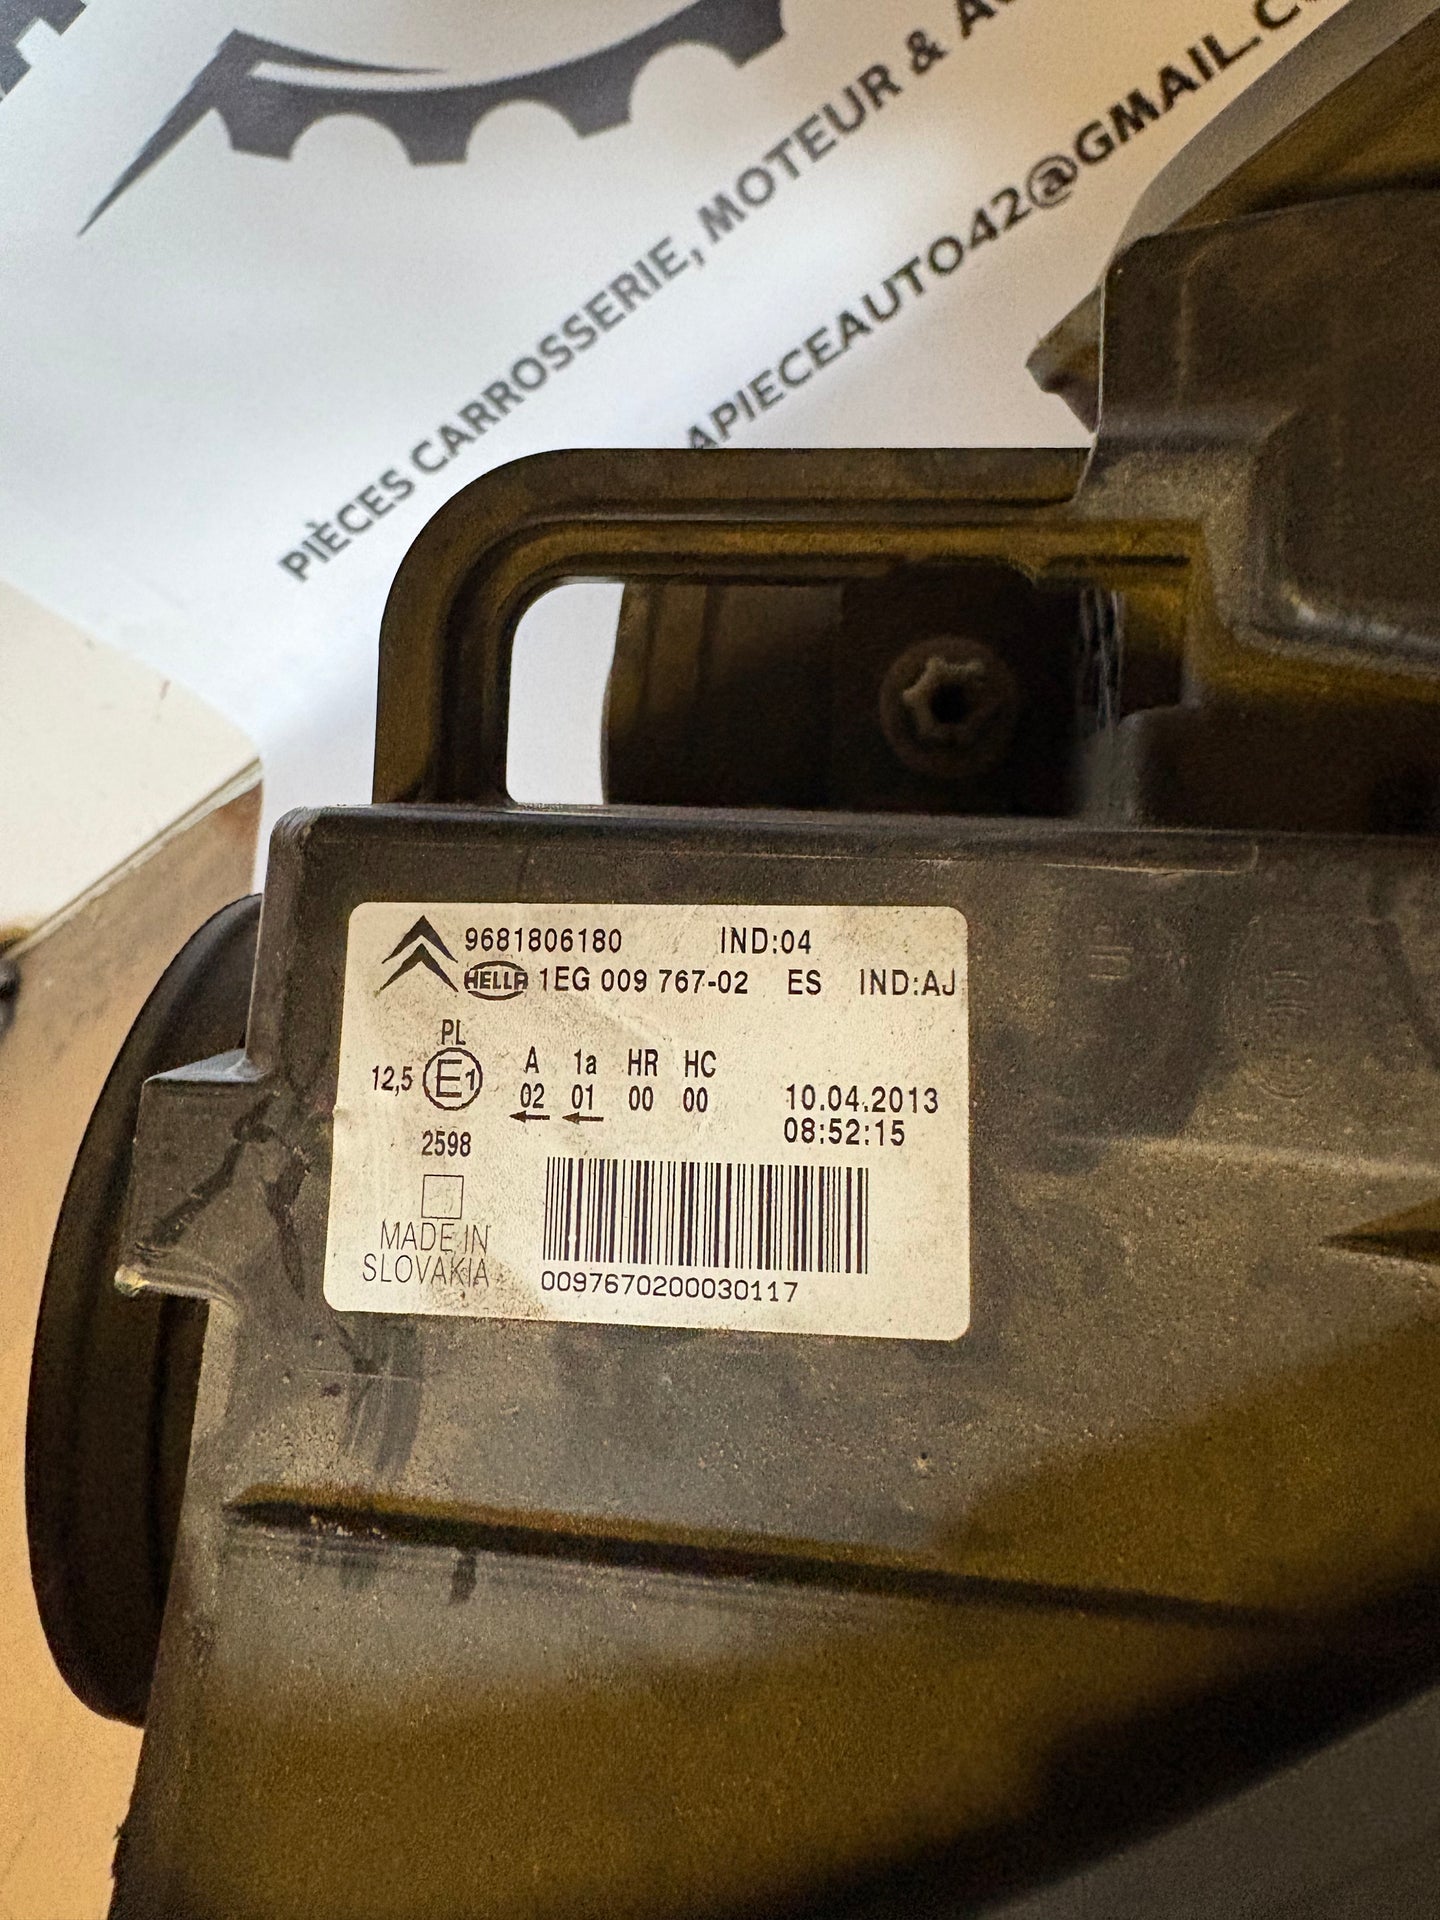 PIÈCES CARROSSERIE, MOTEUR &
APIECEAUTO42@GMAIL.C
9681806180 IND:04
HELLA 1EG 009 767-02 ES IND:AJ
PL
12,5 E1 A 1a HR HC
02 01 00 00 10.04.2013
2598 08:52:15
MADE IN
SLOVAKIA
0097670200030117